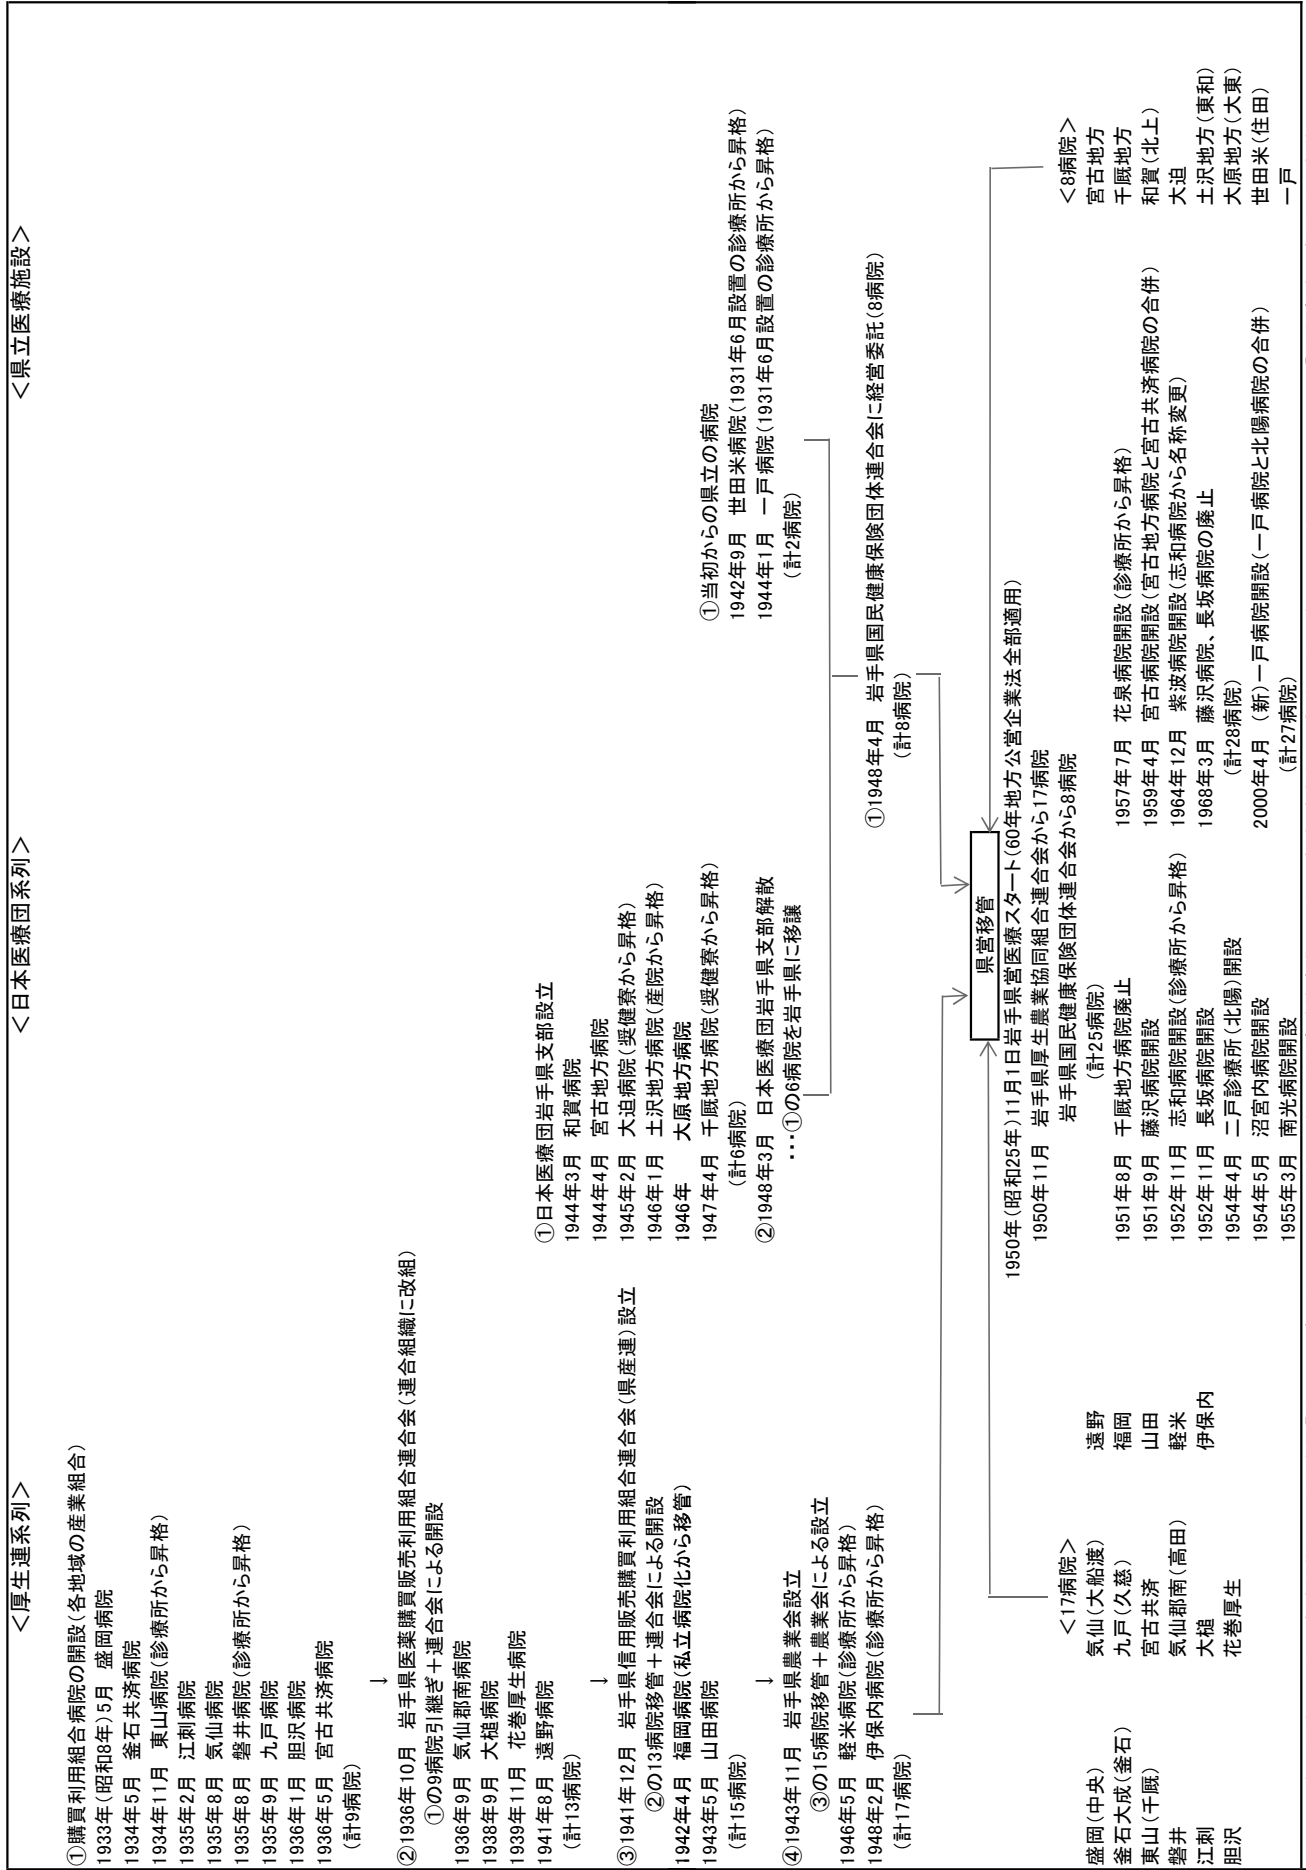 ＜厚生連系列＞
①購買利用組合病院の開設（各地域の産業組合）
1933年（昭和8年）5月　盛岡病院
1934年5月　釜石共済病院
1934年11月　東山病院（診療所から昇格）
1935年2月　江刺病院
1935年8月　気仙病院
1935年8月　磐井病院（診療所から昇格）
1935年9月　九戸病院
1936年1月　胆沢病院
1936年5月　宮古共済病院
（計9病院）
↓
②1936年10月　岩手県医薬購買販売利用組合連合会（連合組織に改組）
①の9病院引継ぎ＋連合会による開設
1936年9月　気仙郡南病院
1938年9月　大槌病院
1939年11月　花巻厚生病院
1941年8月　遠野病院
（計13病院）
↓
③1941年12月　岩手県信用販売購買利用組合連合会（県産連）設立
②の13病院移管＋連合会による開設
1942年4月　福岡病院（私立病院化から移管）
1943年5月　山田病院
（計15病院）
↓
④1943年11月　岩手県農業会設立
③の15病院移管＋農業会による設立
1946年5月　軽米病院（診療所から昇格）
1948年2月　伊保内病院（診療所から昇格）
（計17病院）
＜日本医療団系列＞
①日本医療団岩手県支部設立
1944年3月　和賀病院
1944年4月　宮古地方病院
1945年2月　大迫病院（奨健寮から昇格）
1946年1月　土沢地方病院（産院から昇格）
1946年　　大原地方病院
1947年4月　千厩地方病院（奨健寮から昇格）
（計6病院）
②1948年3月　日本医療団岩手県支部解散
…①の6病院を岩手県に移譲
＜県立医療施設＞
①当初からの県立の病院
1942年9月　世田米病院（1931年6月設置の診療所から昇格）
1944年1月　一戸病院（1931年6月設置の診療所から昇格）
（計2病院）
①1948年4月　岩手県国民健康保険団体連合会に経営委託（8病院）
（計8病院）
県営移管
1950年（昭和25年）11月1日岩手県営医療スタート（60年地方公営企業法全部適用）
1950年11月　岩手県厚生農業協同組合連合会から17病院
岩手県国民健康保険団体連合会から8病院
（計25病院）
＜17病院＞
盛岡（中央）　気仙（大船渡）　遠野
釜石大成（釜石）　九戸（久慈）　福岡
東山（千厩）　宮古共済　山田
磐井　気仙郡南（高田）　軽米
江刺　大槌　伊保内
胆沢　花巻厚生
1951年8月　千厩地方病院廃止
1951年9月　藤沢病院開設
1952年11月　志和病院開設（診療所から昇格）
1952年11月　長坂病院開設
1954年4月　二戸診療所（北陽）開設
1954年5月　沼宮内病院開設
1955年3月　南光病院開設
1957年7月　花泉病院開設（診療所から昇格）
1959年4月　宮古病院開設（宮古地方病院と宮古共済病院の合併）
1964年12月　紫波病院開設（志和病院から名称変更）
1968年3月　藤沢病院、長坂病院の廃止
（計28病院）
2000年4月　（新）一戸病院開設（一戸病院と北陽病院の合併）
（計27病院）
＜8病院＞
宮古地方
千厩地方
和賀（北上）
大迫
土沢地方（東和）
大原地方（大東）
世田米（住田）
一戸